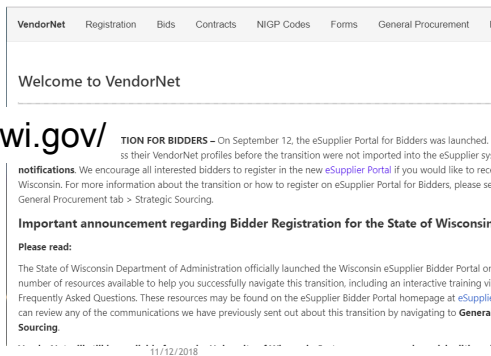 VendorNet Registration Bids Contracts NIGP Codes Forms General Procurement
Welcome to VendorNet
wi.gov/
TION FOR BIDDERS – On September 12, the eSupplier Portal for Bidders was launched.
ss their VendorNet profiles before the transition were not imported into the eSupplier sy
notifications. We encourage all interested bidders to register in the new eSupplier Portal if you would like to rece
Wisconsin. For more information about the transition or how to register on eSupplier Portal for Bidders, please se
General Procurement tab > Strategic Sourcing.
Important announcement regarding Bidder Registration for the State of Wisconsin
Please read:
The State of Wisconsin Department of Administration officially launched the Wisconsin eSupplier Bidder Portal on
number of resources available to help you successfully navigate this transition, including an interactive training vi
Frequently Asked Questions. These resources may be found on the eSupplier Bidder Portal homepage at eSupplie
can review any of the communications we have previously sent out about this transition by navigating to Genera
Sourcing.
11/12/2018